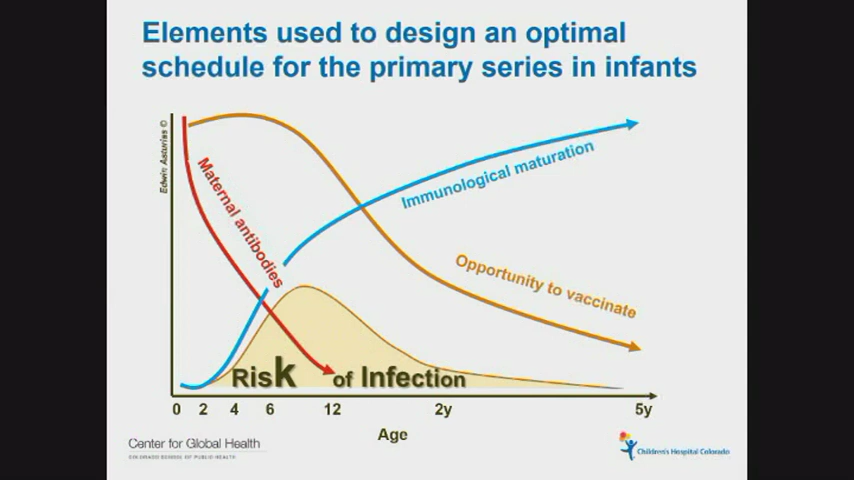 Elements used to design an optimal
schedule for the primary series in infants
Edwin Asturias ©
Maternal antibodies
Immunological maturation
Opportunity to vaccinate
Risk of Infection
0 2 4 6 12 2y 5y
Age
Center for Global Health
COLORADO SCHOOL OF PUBLIC HEALTH
Children's Hospital Colorado